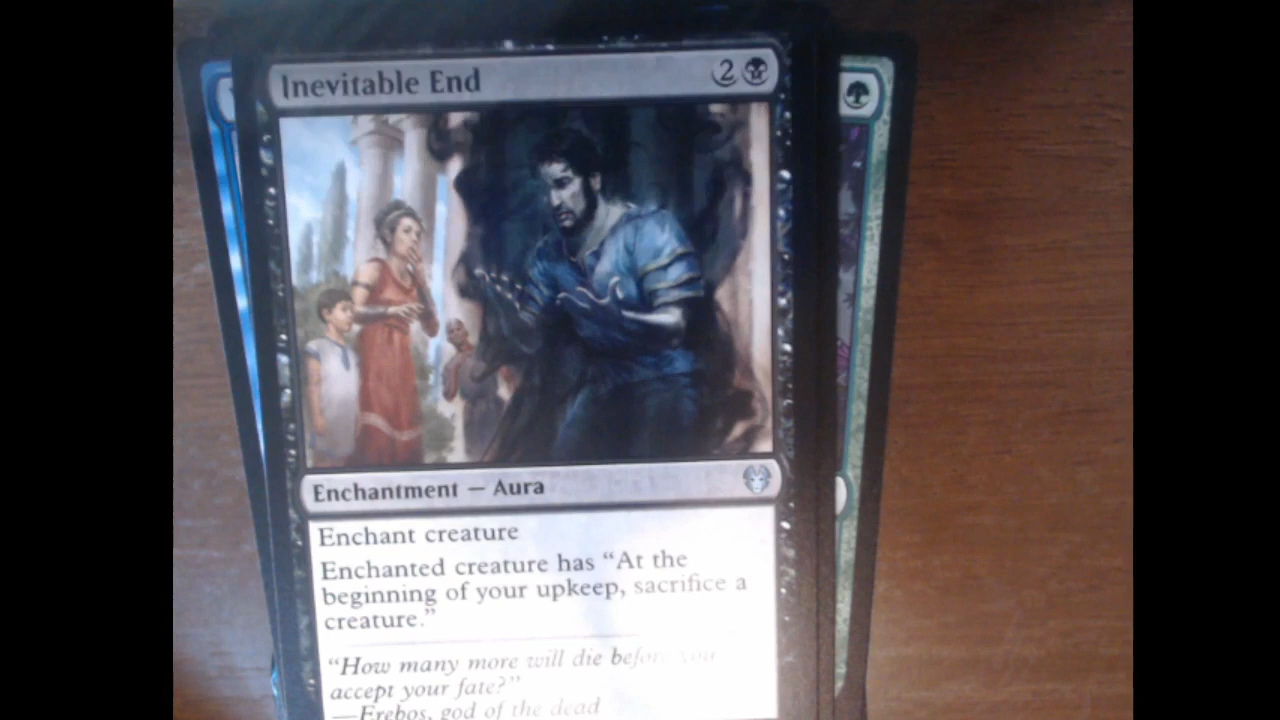 Inevitable End 2
Enchantment — Aura
Enchant creature
Enchanted creature has “At the
beginning of your upkeep, sacrifice a
creature.”
“How many more will die before you
accept your fate?”
—Erebos, god of the dead